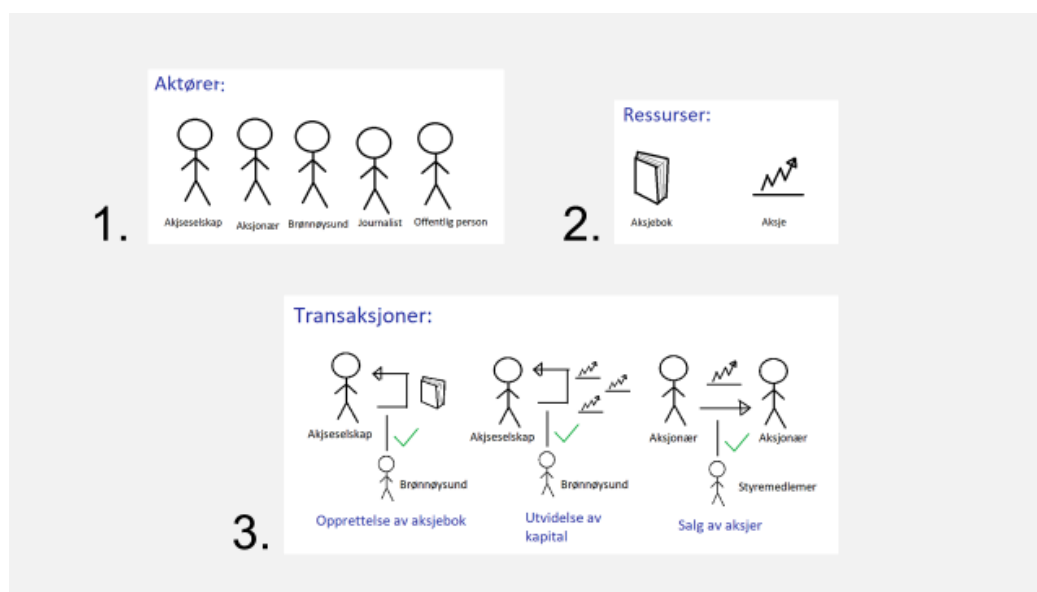 Aktører:
Akjseselskap Aksjonær Brønnøysund Journalist Offentlig person
1.
Ressurser:
Aksjebok Aksje
2.
Transaksjoner:
Akjseselskap Akjseselskap Aksjonær Aksjonær
Brønnøysund Brønnøysund Styremedlemer
Opprettelse av aksjebok
Utvidelse av
kapital
Salg av aksjer
3.